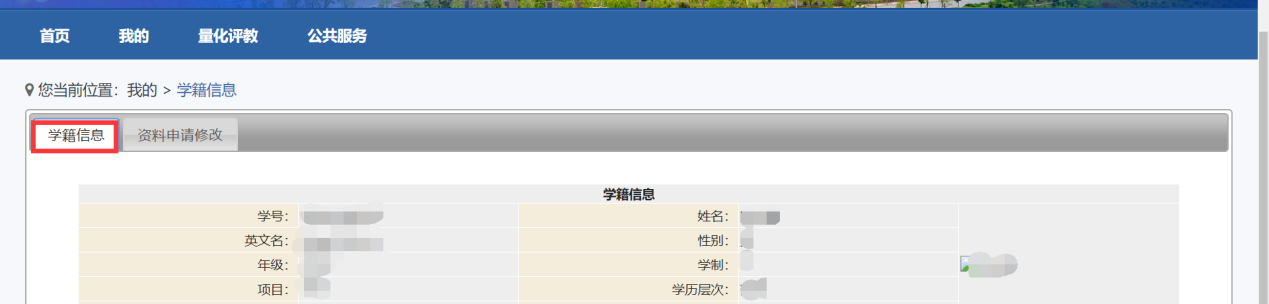 首页 我的 量化评教 公共服务
您当前位置：我的 > 学籍信息
学籍信息 资料申请修改
学籍信息
学号： 姓名：
英文名： 性别：
年级： 学制：
项目： 学历层次：